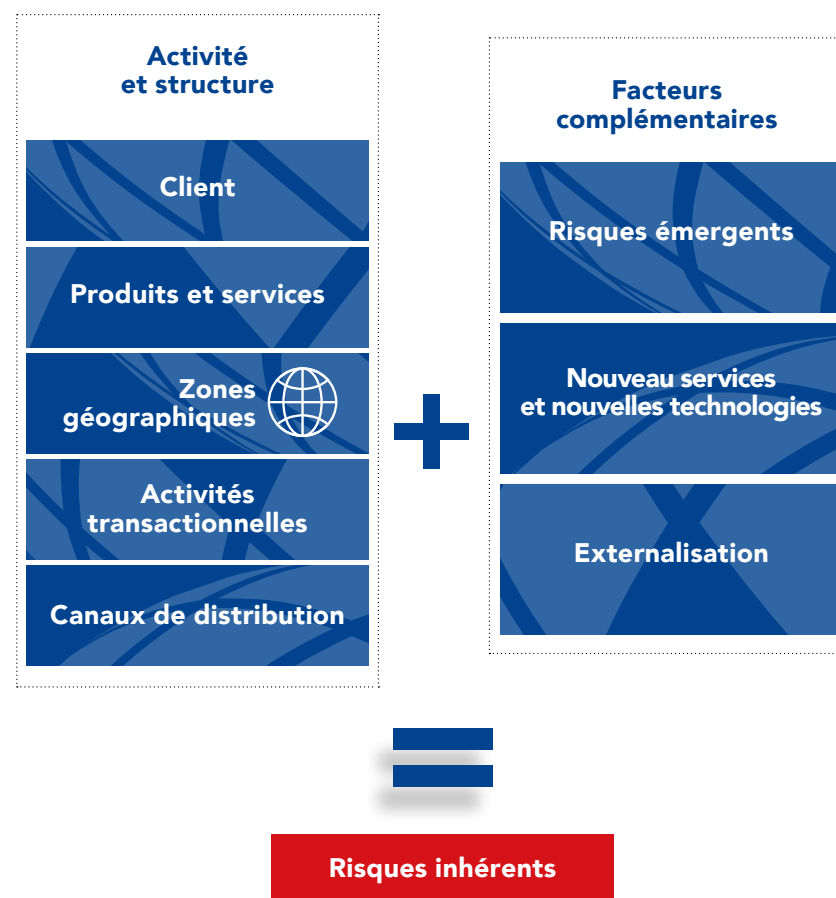 Activité
et structure
Client
Produits et services
Zones
géographiques
Activités
transactionnelles
Canaux de distribution
+
Facteurs
complémentaires
Risques émergents
Nouveau services
et nouvelles technologies
Externalisation
=
Risques inhérents